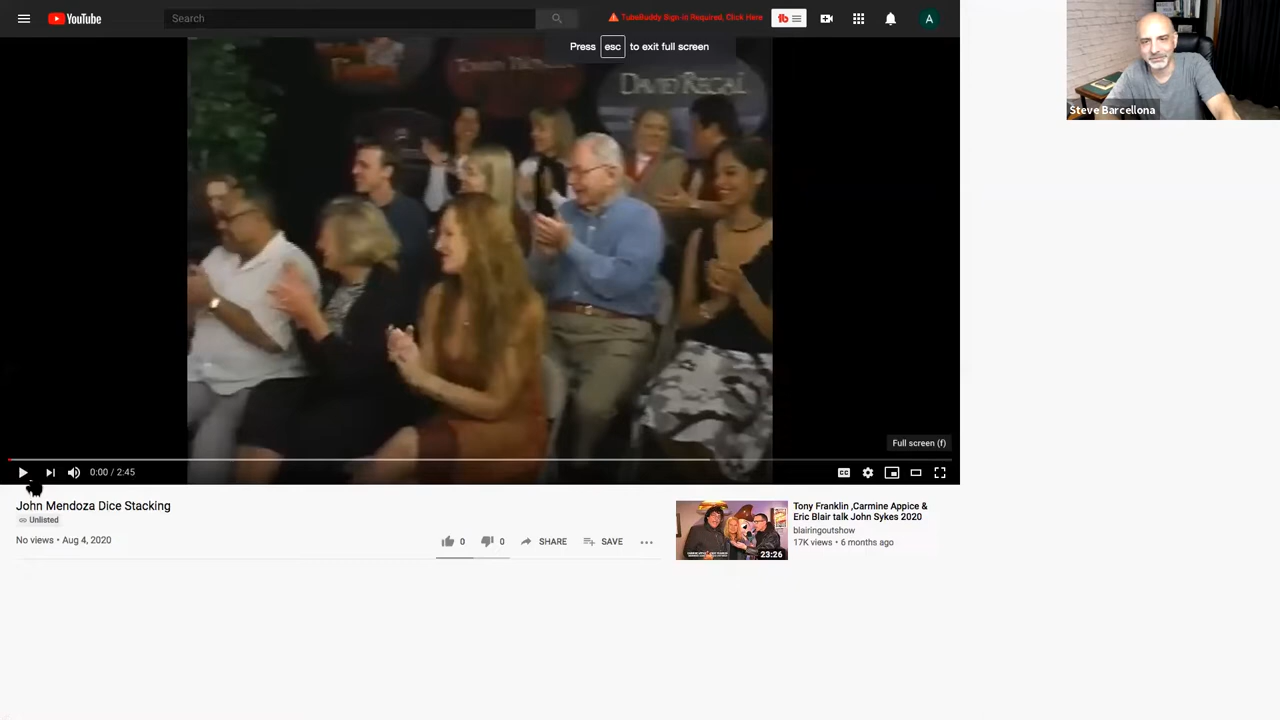 YouTube
Search
TubeBuddy Sign-in Required, Click Here
tb
A
Press esc to exit full screen
DAVID REGAL
Steve Barcellona
Full screen (f)
0:00 / 2:45
CC
John Mendoza Dice Stacking
Unlisted
No views • Aug 4, 2020
0
0
SHARE
SAVE
Tony Franklin ,Carmine Appice &
Eric Blair talk John Sykes 2020
blairingoutshow
17K views • 6 months ago
23:26